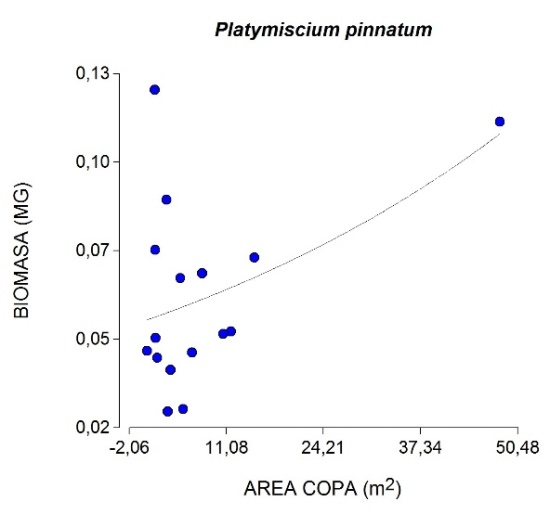 Platymiscium pinnatum
0,13
0,10
0,07
0,05
0,02
BIOMASA (MG)
-2,06 11,08 24,21 37,34 50,48
AREA COPA (m2)